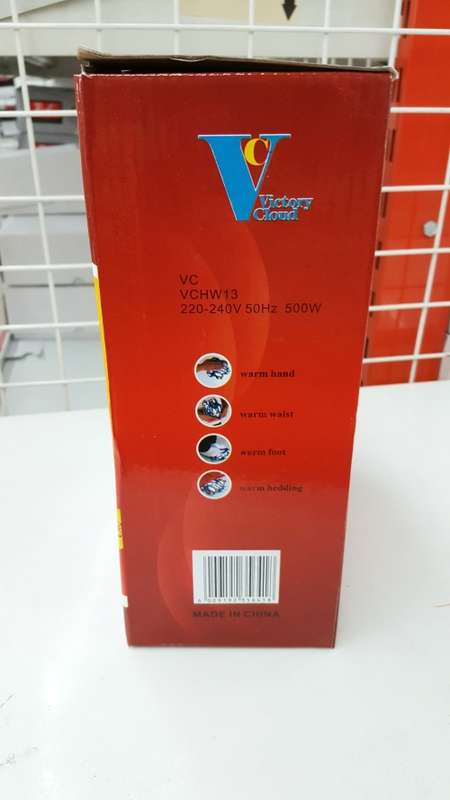 VC
Victory
Cloud
VC
VCHW13
220-240V 50Hz 500W
warm hand
warm waist
warm foot
warm bedding
MADE IN CHINA